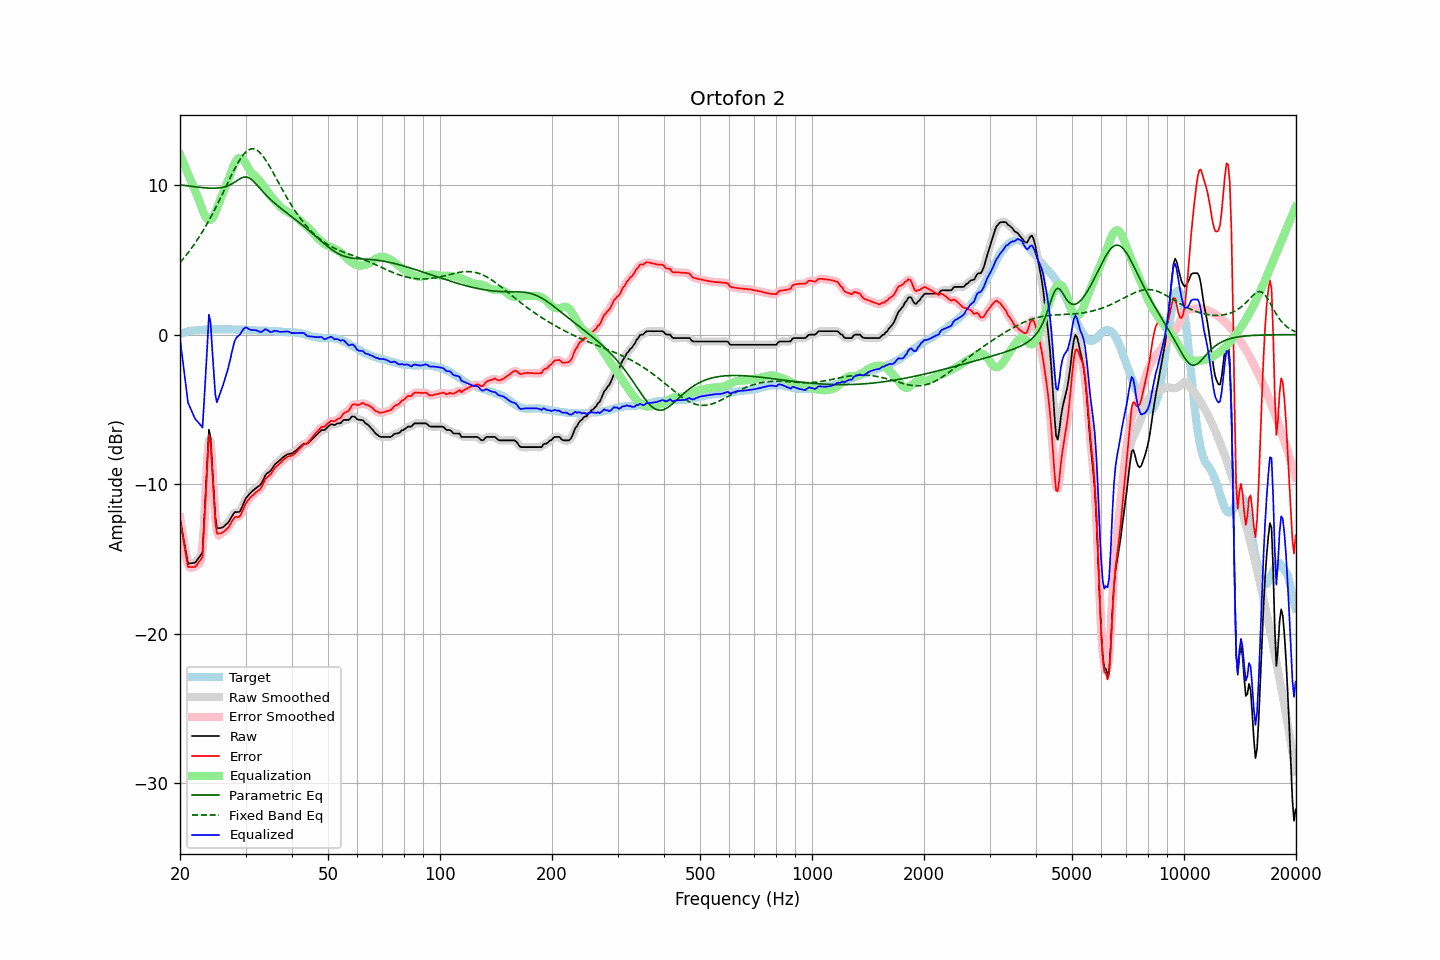 Ortofon 2
Amplitude (dBr)
10
0
−10
−20
−30
Target
Raw Smoothed
Error Smoothed
Raw
Error
Equalization
Parametric Eq
Fixed Band Eq
Equalized
20 50 100 200 500 1000 2000 5000 10000 20000
Frequency (Hz)